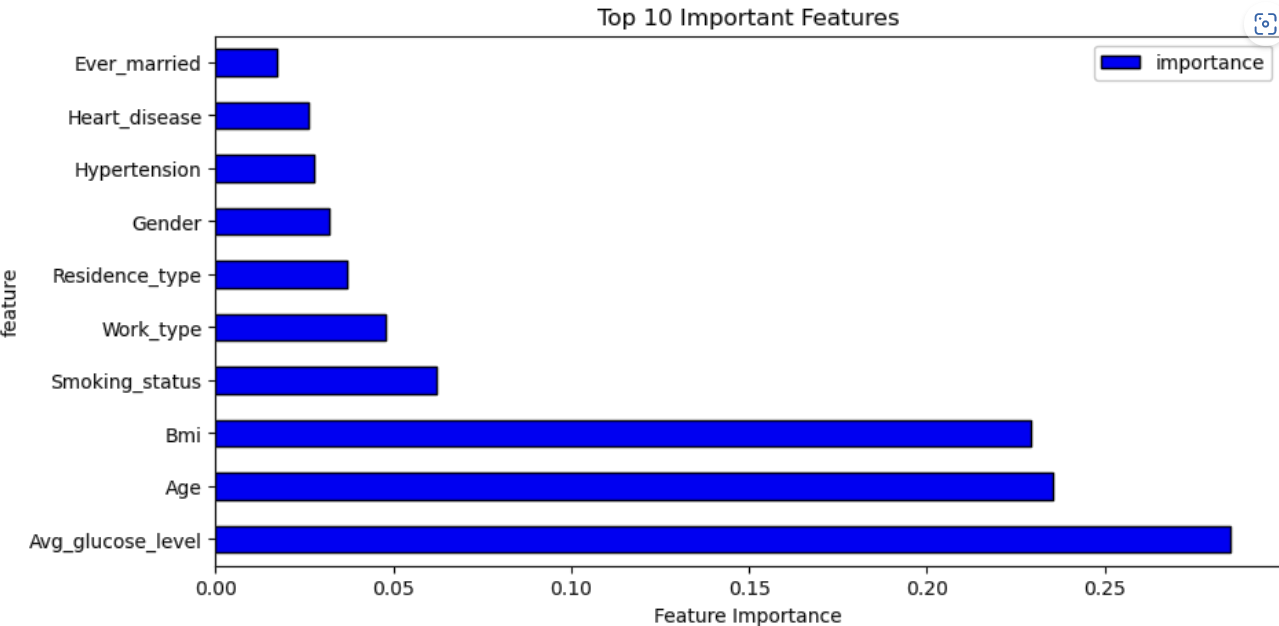 Top 10 Important Features
importance
Ever_married
Heart_disease
Hypertension
Gender
Residence_type
Work_type
Smoking_status
Bmi
Age
Avg_glucose_level
feature
0.00 0.05 0.10 0.15 0.20 0.25
Feature Importance